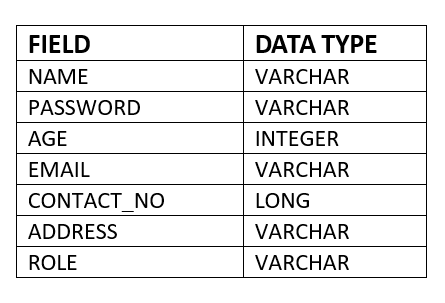 FIELD DATA TYPE
NAME VARCHAR
PASSWORD VARCHAR
AGE INTEGER
EMAIL VARCHAR
CONTACT_NO LONG
ADDRESS VARCHAR
ROLE VARCHAR